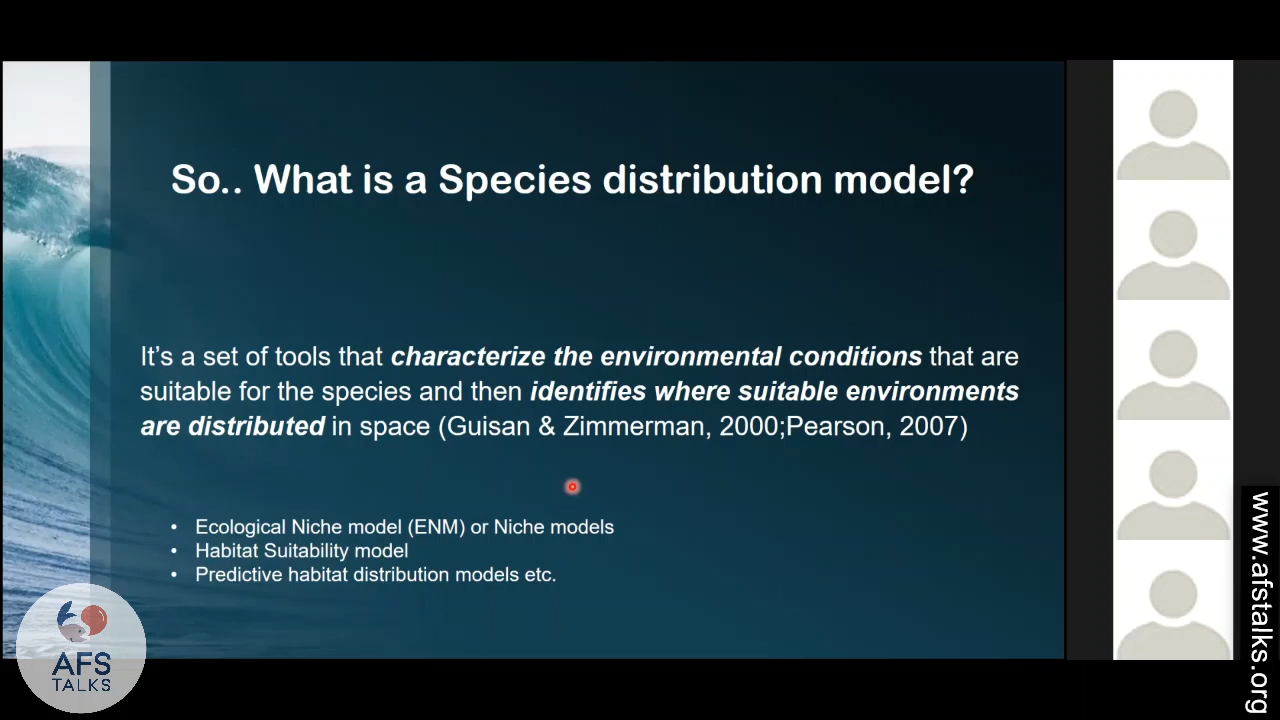 So.. What is a Species distribution model?
It’s a set of tools that characterize the environmental conditions that are
suitable for the species and then identifies where suitable environments
are distributed in space (Guisan & Zimmerman, 2000;Pearson, 2007)
• Ecological Niche model (ENM) or Niche models
• Habitat Suitability model
• Predictive habitat distribution models etc.
AFS
TALKS
www.afstalks.org